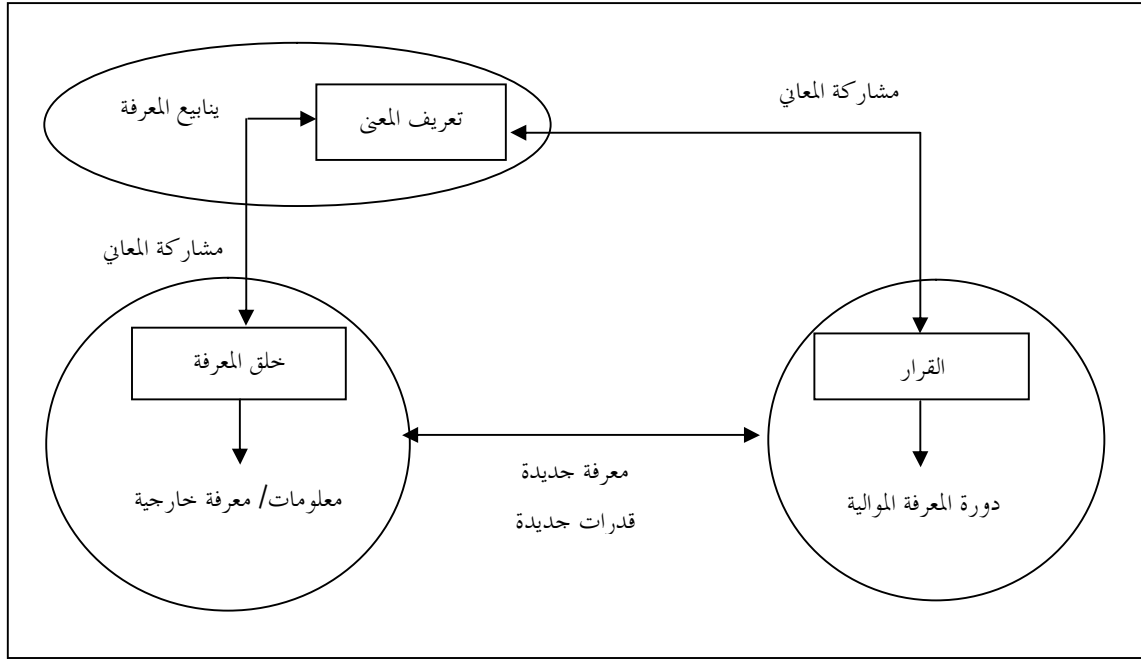 مشاركة المعاني
ينابيع المعرفة
تعريف المعنى
مشاركة المعاني
خلق المعرفة
القرار
معرفة جديدة
قدرات جديدة
معلومات/ معرفة خارجية
دورة المعرفة الموالية